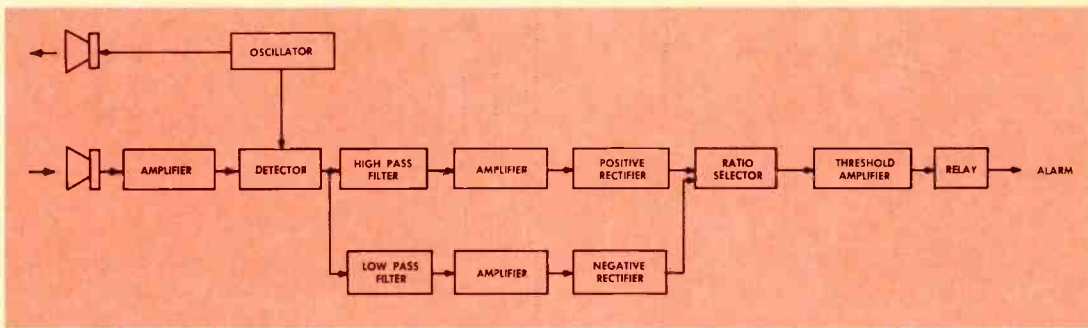 OSCILLATOR
AMPLIFIER
DETECTOR
HIGH PASS
FILTER
AMPLIFIER
POSITIVE
RECTIFIER
RATIO
SELECTOR
THRESHOLD
AMPLIFIER
RELAY
ALARM
LOW PASS
FILTER
AMPLIFIER
NEGATIVE
RECTIFIER